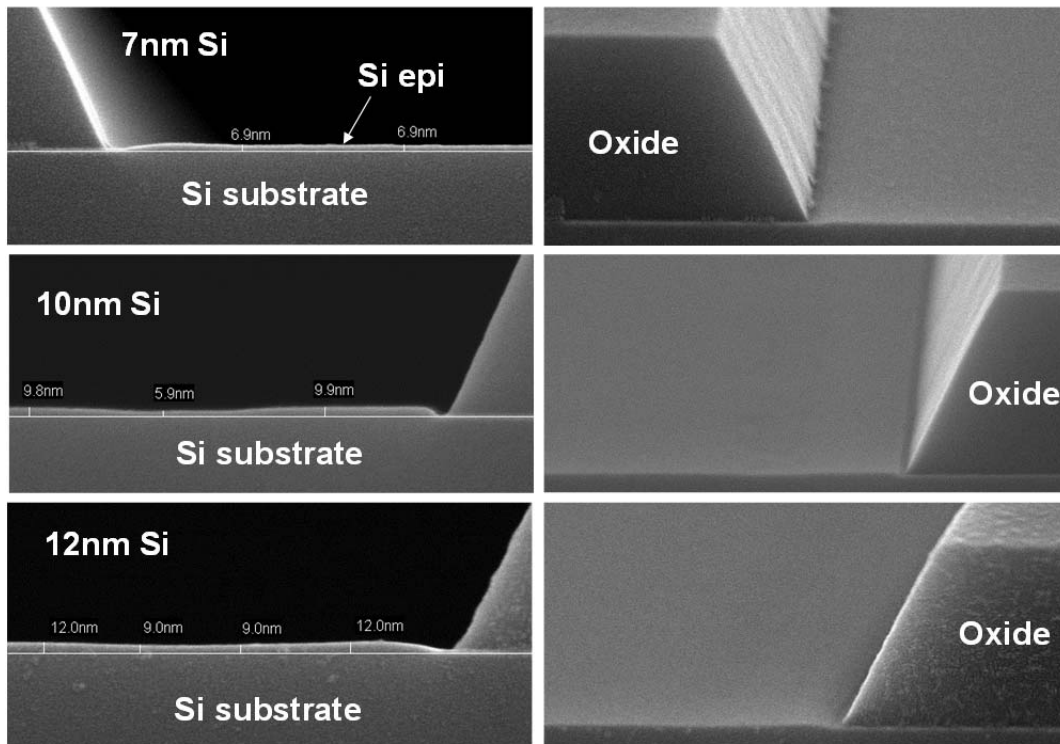 7nm Si
Si epi
6.9nm 6.9nm
Si substrate
Oxide
10nm Si
9.8nm 5.9nm 9.9nm
Si substrate
Oxide
12nm Si
12.0nm 9.0nm 9.0nm 12.0nm
Si substrate
Oxide